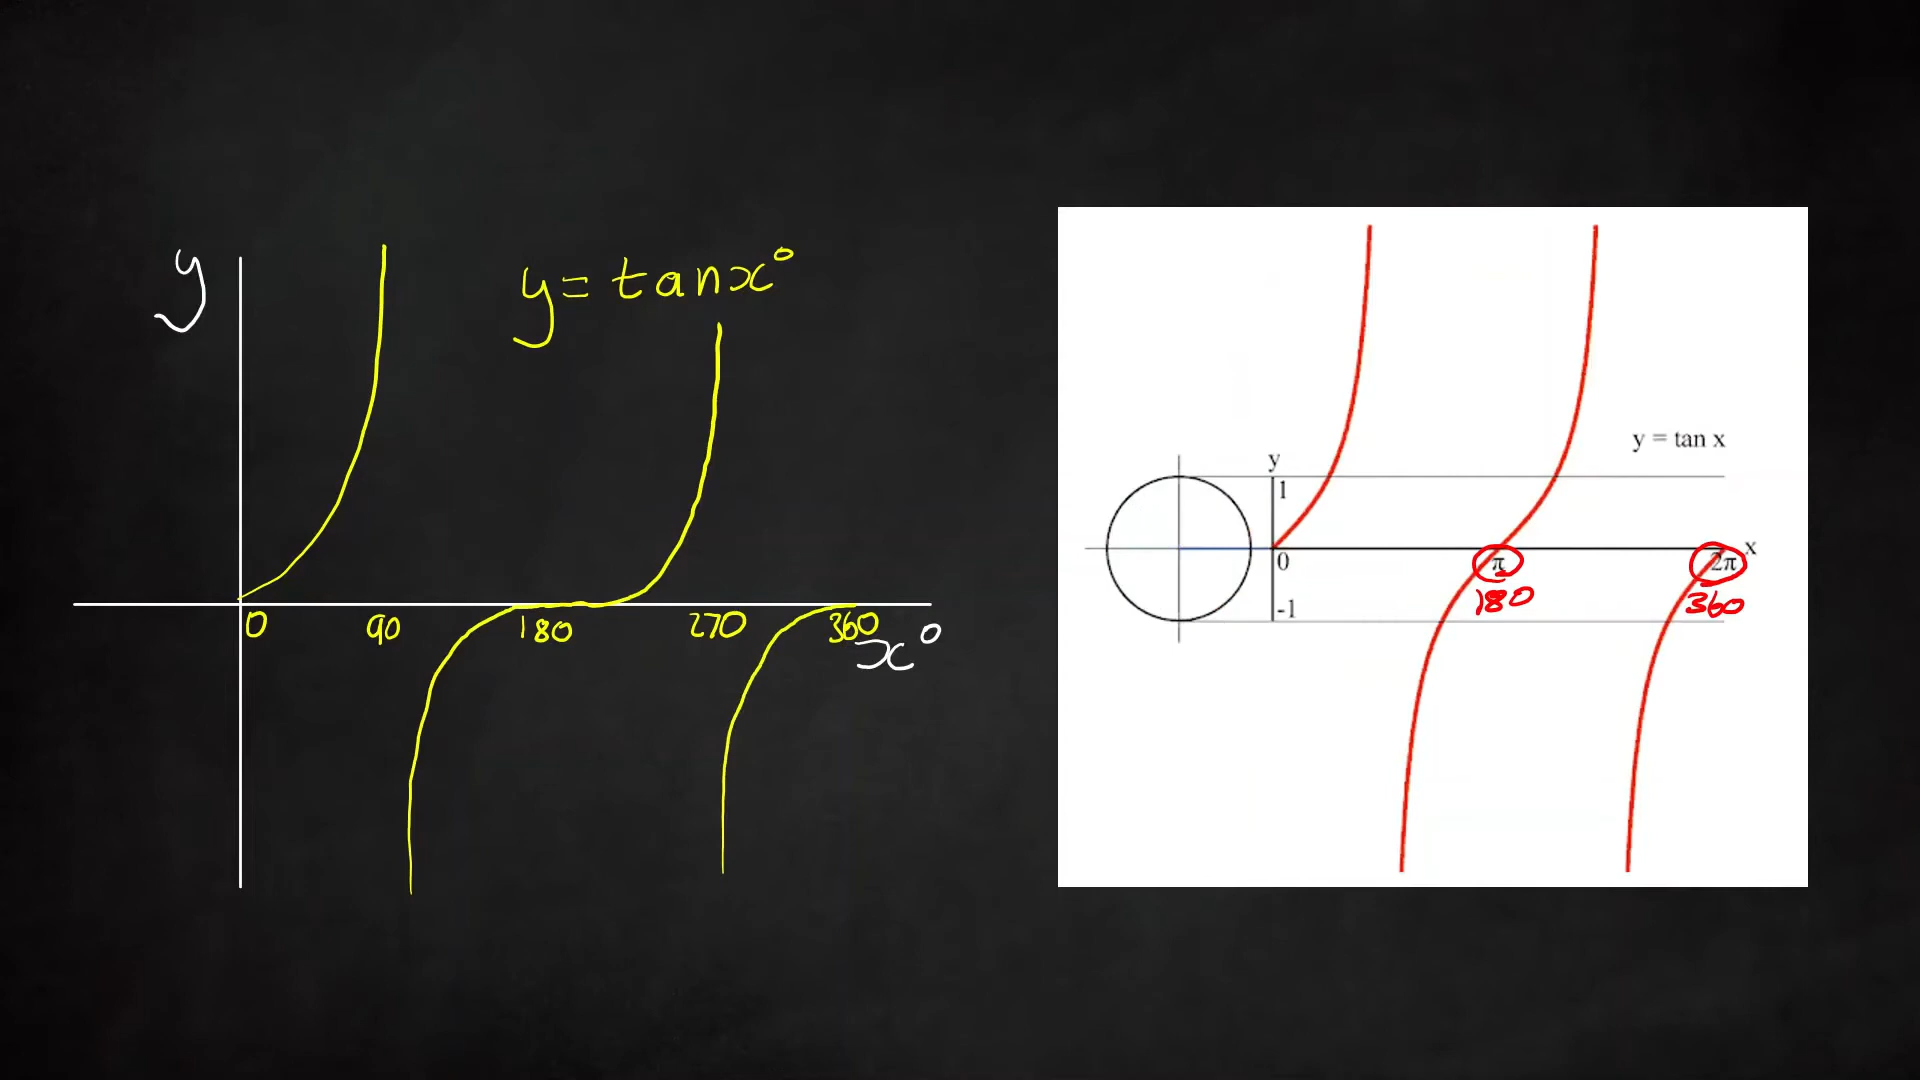 y
y = tan x°
0 90 180 270 360
x°
y = tan x
y
1
0 π 2π x
180 360
-1